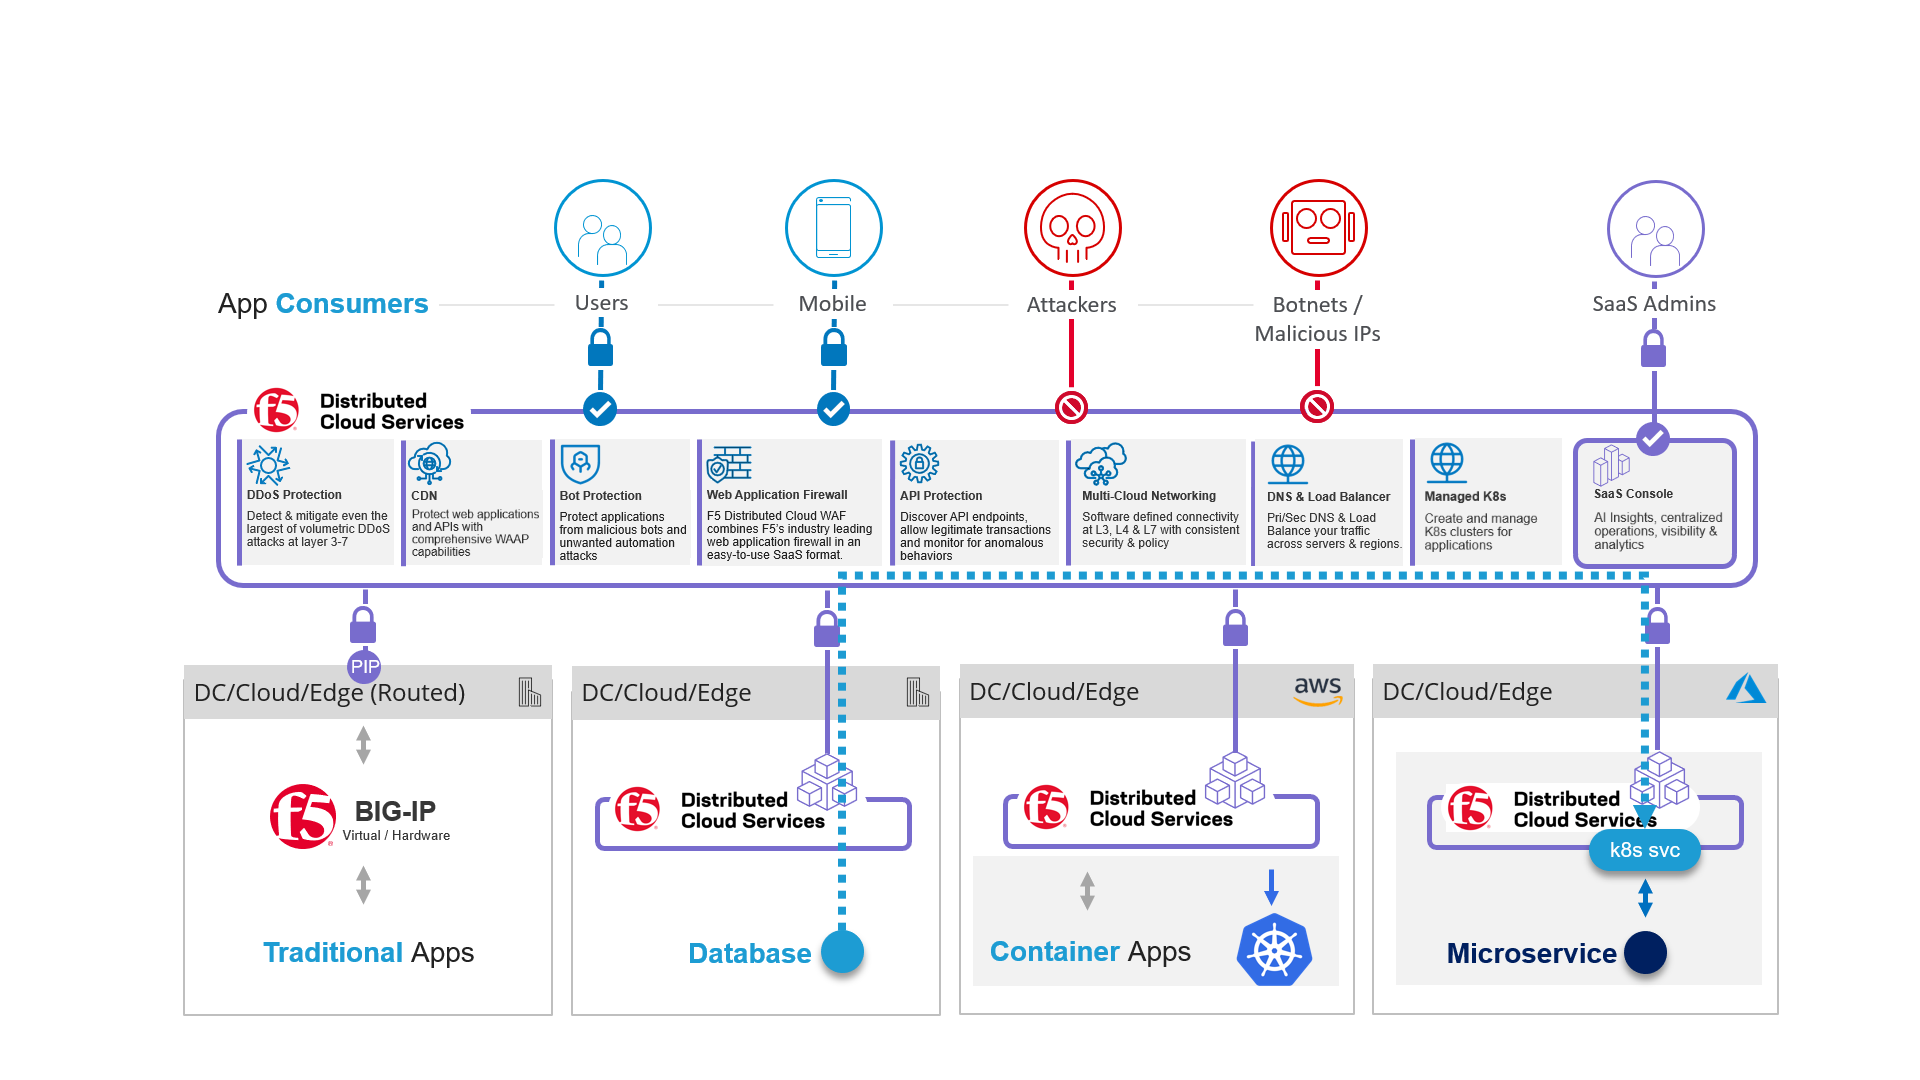 App Consumers
Users
Mobile
Attackers
Botnets /
Malicious IPs
SaaS Admins
f5
Distributed
Cloud Services
DDoS Protection
Detect & mitigate even the
largest of volumetric DDoS
attacks at layer 3-7
CDN
Protect web applications
and APIs with
comprehensive WAAP
capabilities
Bot Protection
Protect applications
from malicious bots and
unwanted automation
attacks
Web Application Firewall
F5 Distributed Cloud WAF
combines F5's industry leading
web application firewall in an
easy-to-use SaaS format.
API Protection
Discover API endpoints,
allow legitimate transactions
and monitor for anomalous
behaviors
Multi-Cloud Networking
Software defined connectivity
at L3, L4 & L7 with consistent
security & policy
DNS & Load Balancer
Pri/Sec DNS & Load
Balance your traffic
across servers & regions.
Managed K8s
Create and manage
K8s clusters for
applications
SaaS Console
AI Insights, centralized
operations, visibility &
analytics
PIP
DC/Cloud/Edge (Routed)
f5
BIG-IP
Virtual / Hardware
Traditional Apps
DC/Cloud/Edge
f5
Distributed
Cloud Services
Database
DC/Cloud/Edge
aws
f5
Distributed
Cloud Services
Container Apps
DC/Cloud/Edge
f5
Distributed
Cloud Services
k8s svc
Microservice